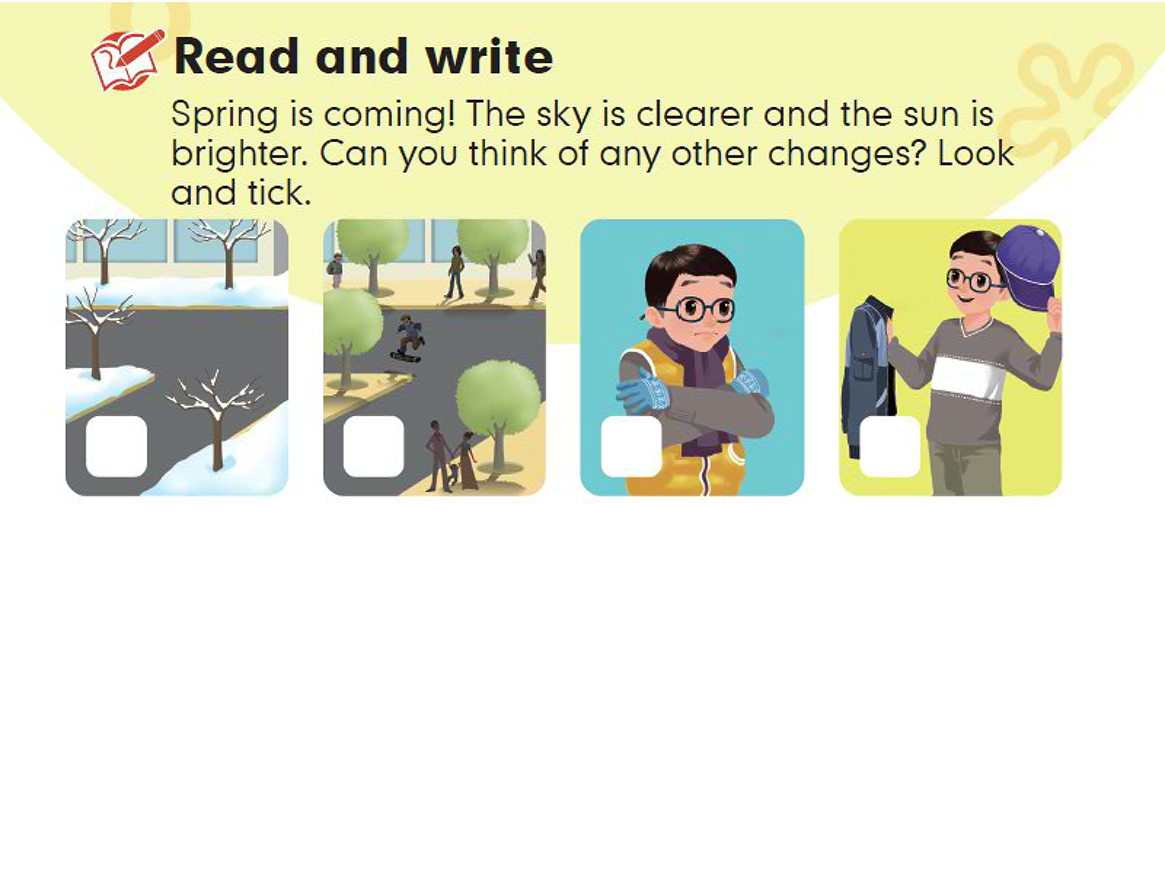 Read and write
Spring is coming! The sky is clearer and the sun is
brighter. Can you think of any other changes? Look
and tick.